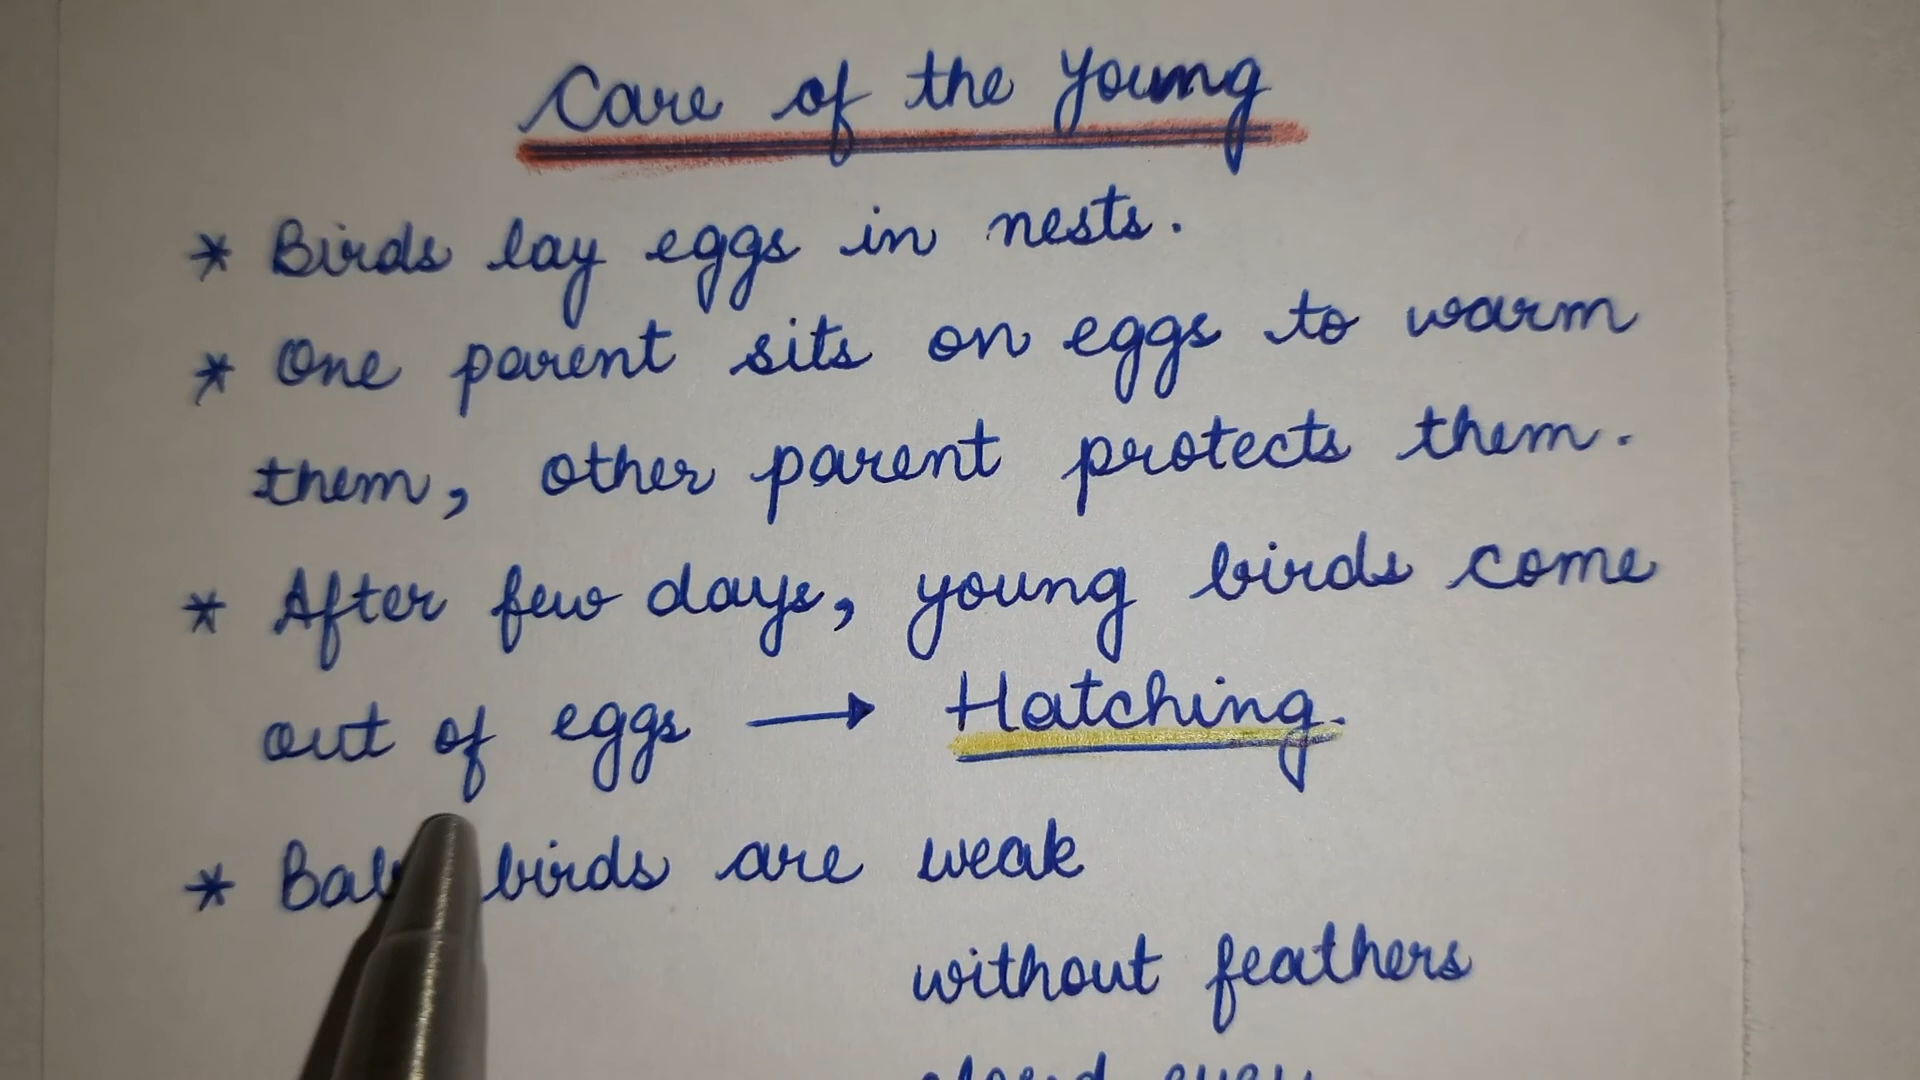 Care of the Young
* Birds lay eggs in nests.
* One parent sits on eggs to warm
them, other parent protects them.
* After few days, young birds come
out of eggs → Hatching.
* birds are weak
without feathers